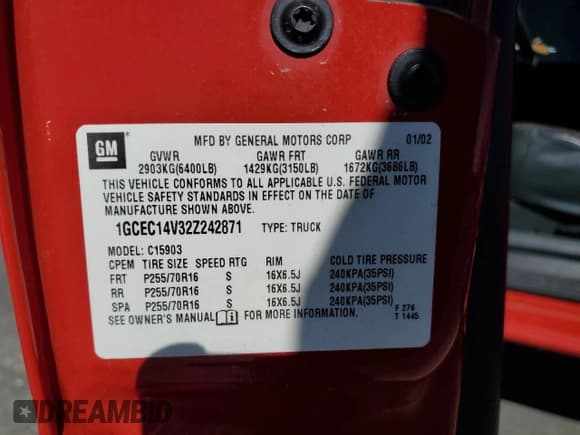 GM
MFD BY GENERAL MOTORS CORP 01/02
GVWR GAWR FRT GAWR RR
2903KG(6400LB) 1429KG(3150LB) 1672KG(3686LB)
THIS VEHICLE CONFORMS TO ALL APPLICABLE U.S. FEDERAL MOTOR
VEHICLE SAFETY STANDARDS IN EFFECT ON THE DATE OF
MANUFACTURE SHOWN ABOVE.
1GCEC14V32Z242871 TYPE: TRUCK
MODEL: C15903
CPEM TIRE SIZE SPEED RTG RIM COLD TIRE PRESSURE
FRT P255/70R16 S 16X6.5J 240KPA(35PSI)
RR P255/70R16 S 16X6.5J 240KPA(35PSI)
SPA P255/70R16 S 16X6.5J 240KPA(35PSI)
SEE OWNER'S MANUAL FOR MORE INFORMATION.
F 276
T 1445
DREAMBID